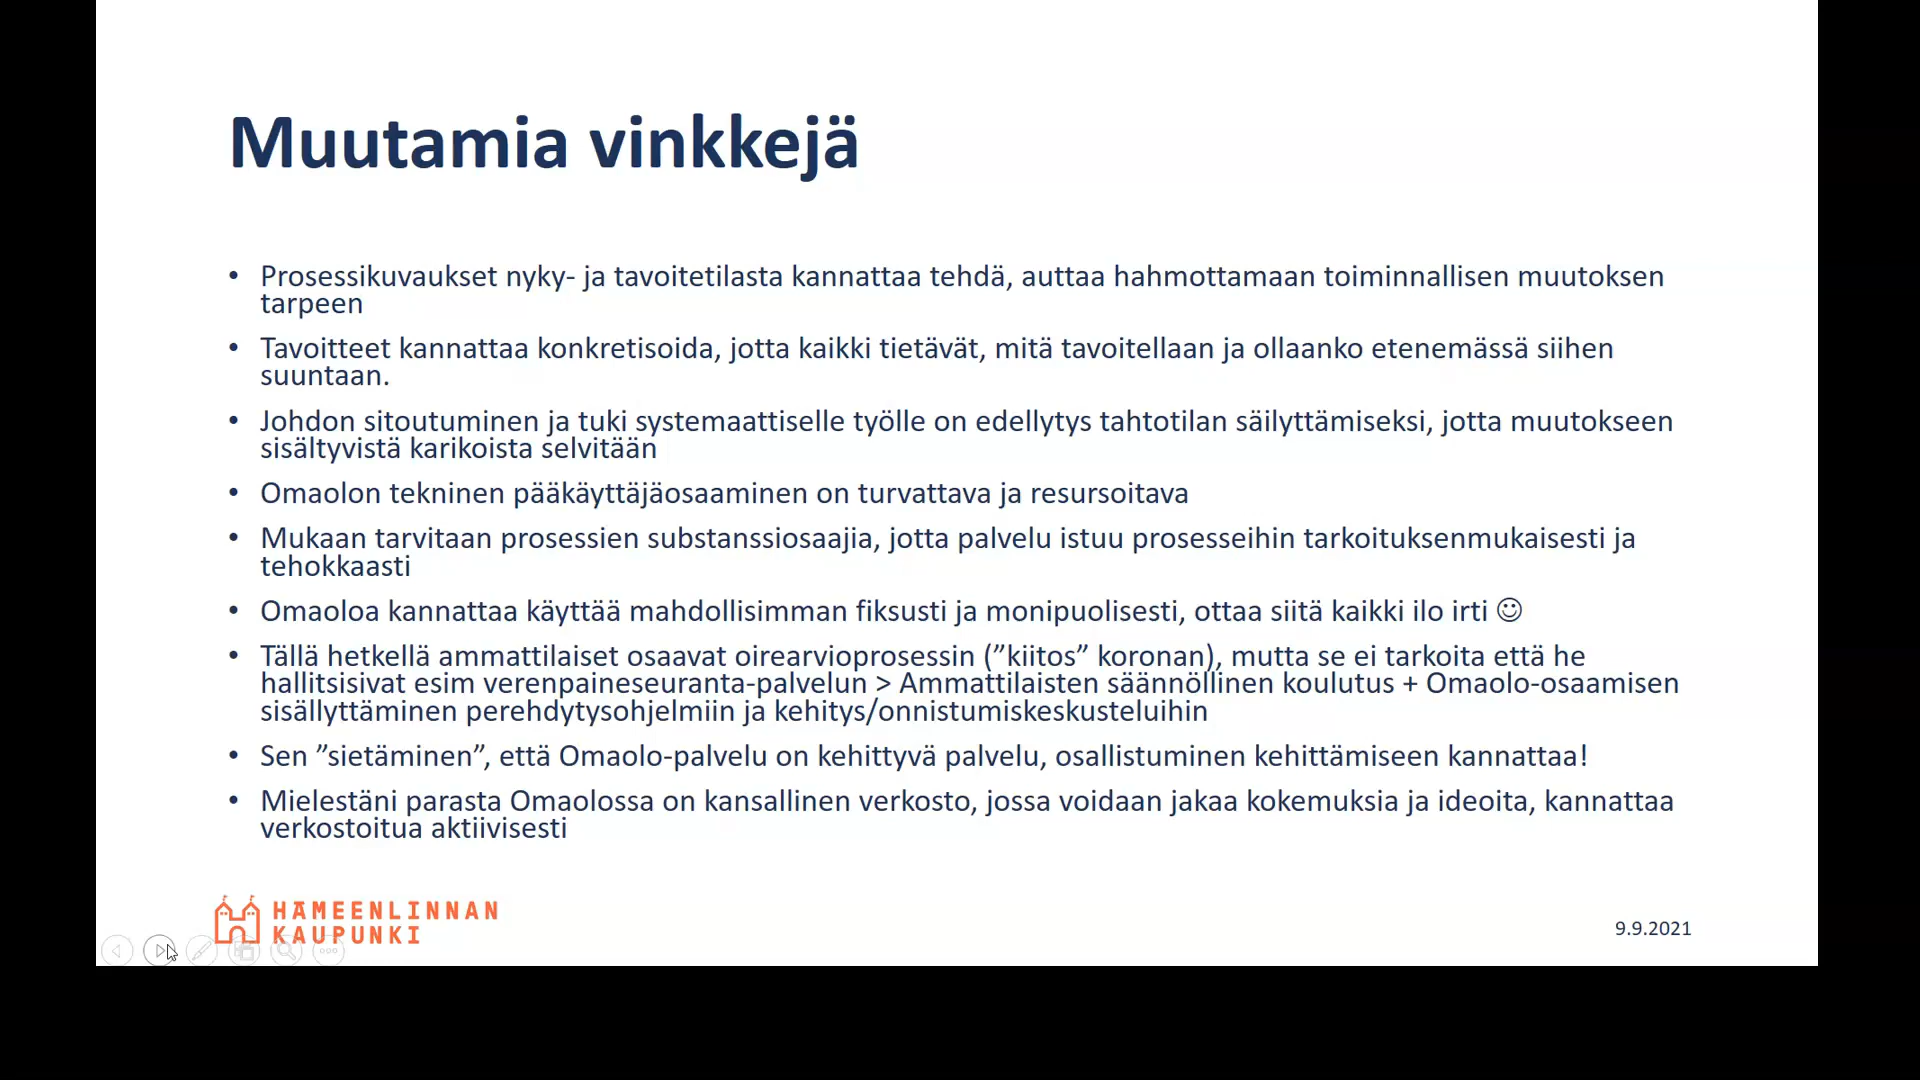 Muutamia vinkkejä
• Prosessikuvaukset nyky- ja tavoitetilasta kannattaa tehdä, auttaa hahmottamaan toiminnallisen muutoksen
tarpeen
• Tavoitteet kannattaa konkretisoida, jotta kaikki tietävät, mitä tavoitellaan ja ollaanko etenemässä siihen
suuntaan.
• Johdon sitoutuminen ja tuki systemaattiselle työlle on edellytys tahtotilan säilyttämiseksi, jotta muutokseen
sisältyvistä karikoista selvitään
• Omaolon tekninen pääkäyttäjäosaaminen on turvattava ja resursoitava
• Mukaan tarvitaan prosessien substanssiosaajia, jotta palvelu istuu prosesseihin tarkoituksenmukaisesti ja
tehokkaasti
• Omaoloa kannattaa käyttää mahdollisimman fiksusti ja monipuolisesti, ottaa siitä kaikki ilo irti ☺
• Tällä hetkellä ammattilaiset osaavat oirearvioprosessin (”kiitos” koronan), mutta se ei tarkoita että he
hallitsisivat esim verenpaineseuranta-palvelun > Ammattilaisten säännöllinen koulutus + Omaolo-osaamisen
sisällyttäminen perehdytysohjelmiin ja kehitys/onnistumiskeskusteluihin
• Sen ”sietäminen”, että Omaolo-palvelu on kehittyvä palvelu, osallistuminen kehittämiseen kannattaa!
• Mielestäni parasta Omaolossa on kansallinen verkosto, jossa voidaan jakaa kokemuksia ja ideoita, kannattaa
verkostoitua aktiivisesti
HÄMEENLINNAN
KAUPUNKI
9.9.2021